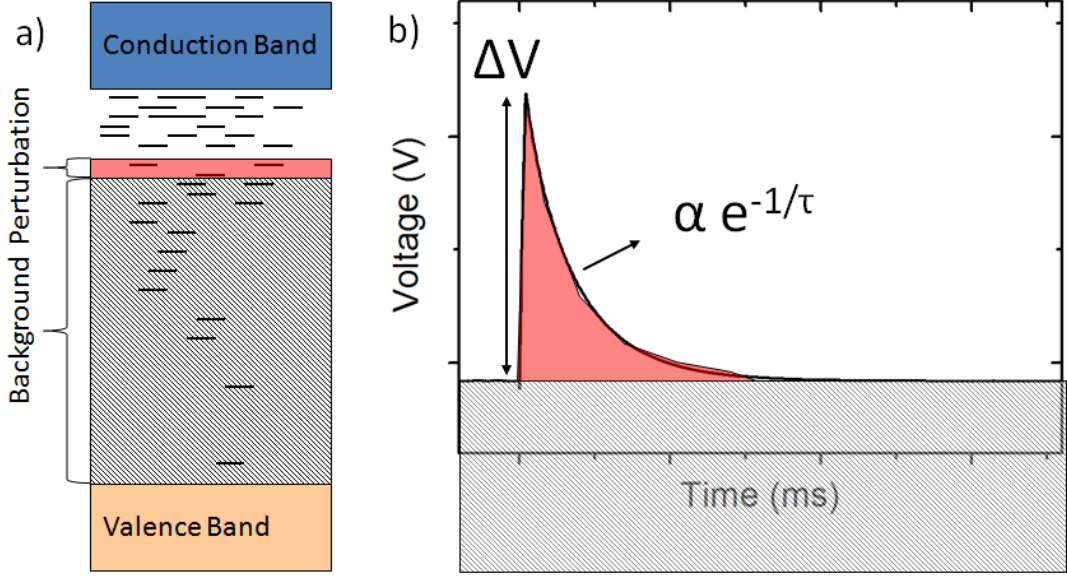 a)
Conduction Band
Background Perturbation
Valence Band
b)
ΔV
α e-1/τ
Voltage (V)
Time (ms)